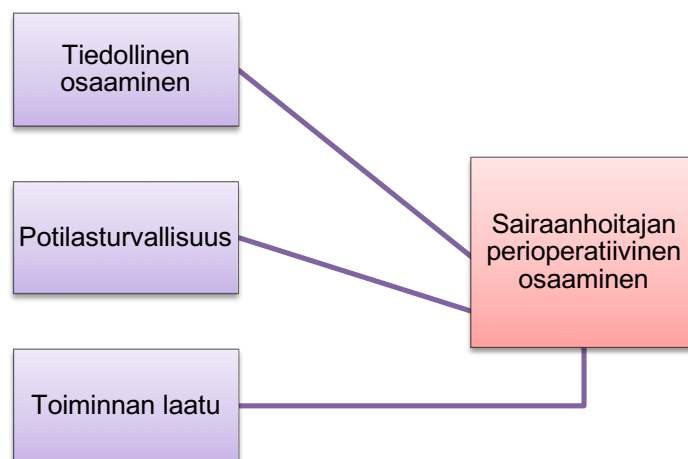 Tiedollinen
osaaminen
Potilasturvallisuus
Sairaanhoitajan
perioperatiivinen
osaaminen
Toiminnan laatu